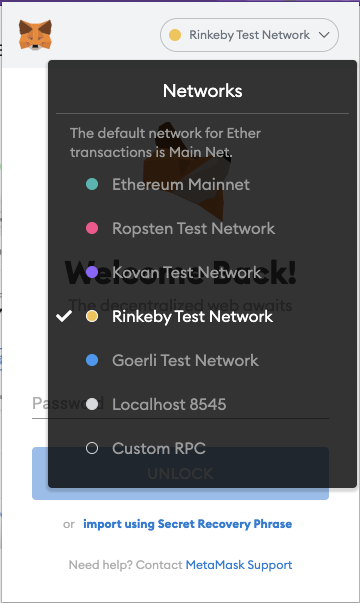 Rinkeby Test Network
Networks
The default network for Ether
transactions is Main Net.
Ethereum Mainnet
Ropsten Test Network
Kovan Test Network
Welcome Back!
The decentralized web awaits
Rinkeby Test Network
Goerli Test Network
Localhost 8545
Password
Custom RPC
UNLOCK
or import using Secret Recovery Phrase
Need help? Contact MetaMask Support